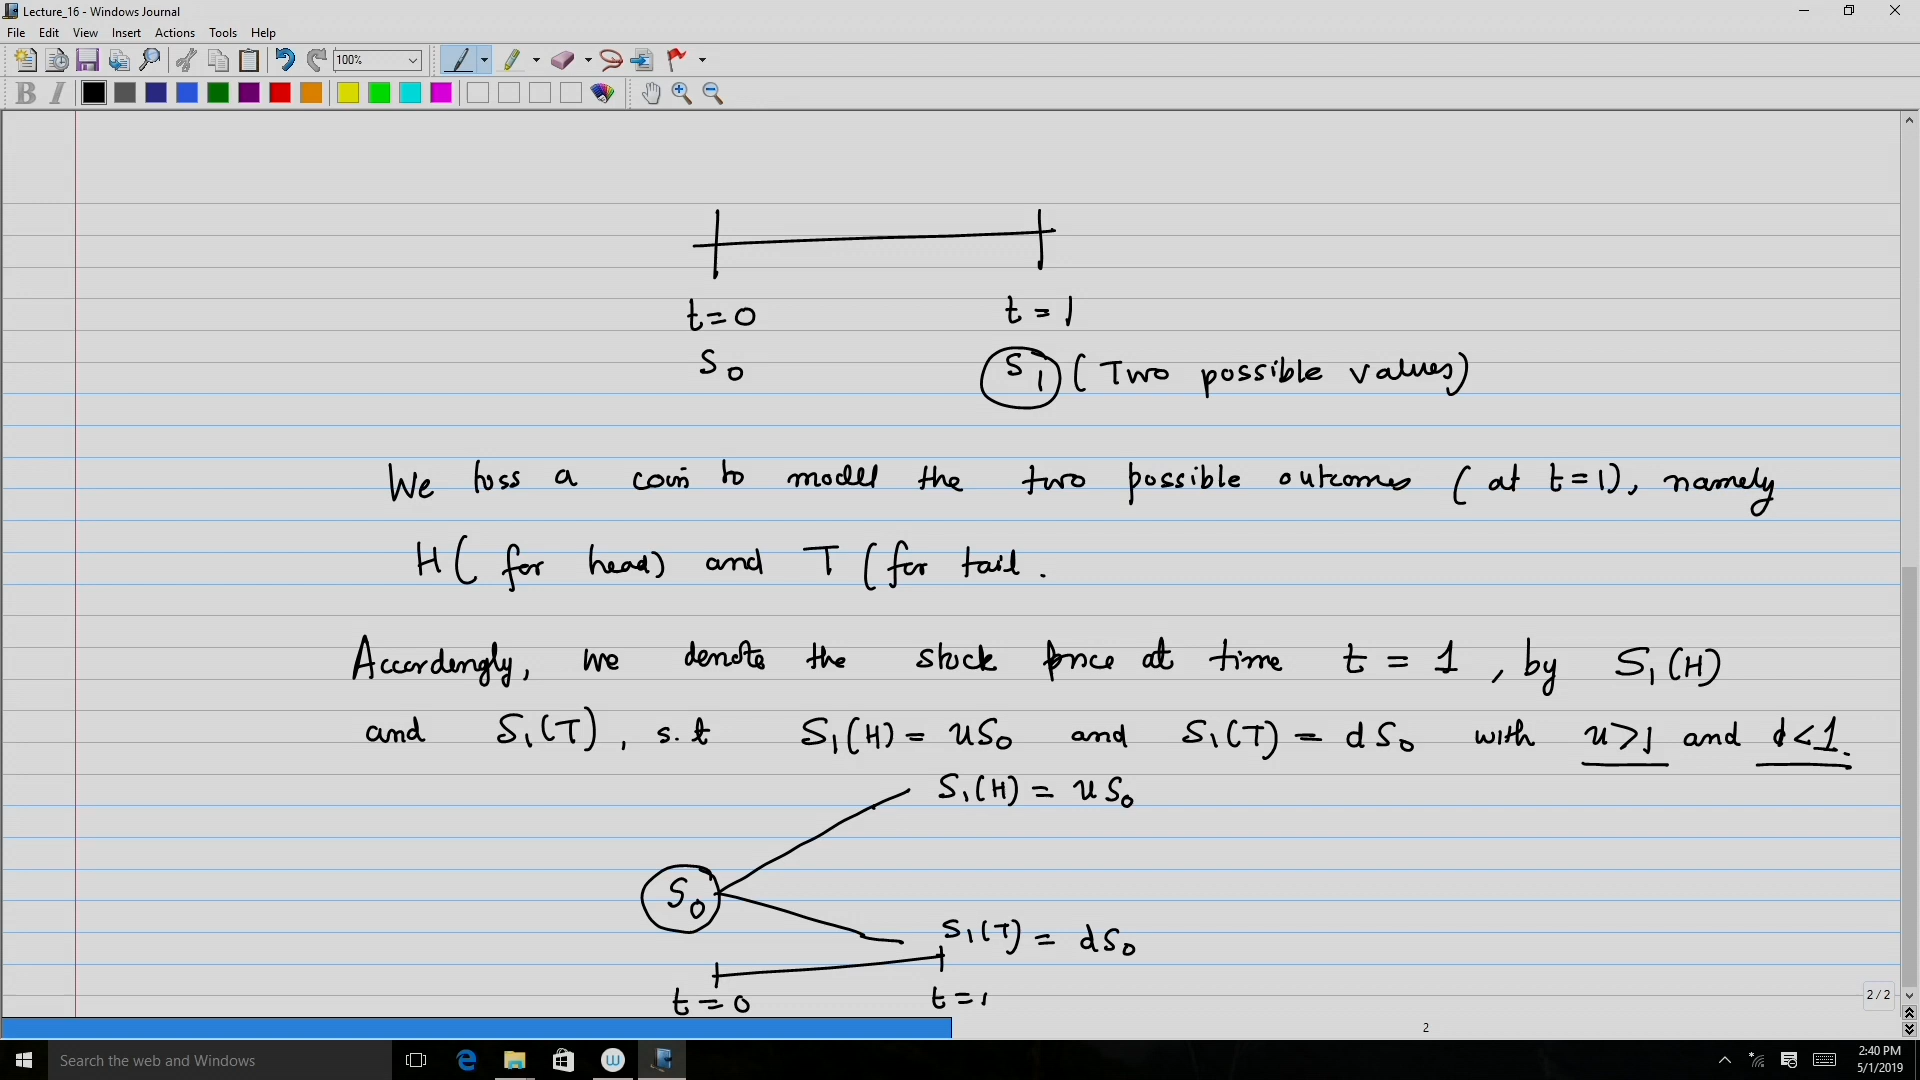 Lecture_16 - Windows Journal
File Edit View Insert Actions Tools Help
100%
B I
t=0 t = 1
S0 S1 (Two possible values)
We toss a coin to model the two possible outcomes (at t=1), namely
H( for head) and T (for tail.
Accordingly, we denote the stock price at time t = 1, by S1(H)
and S1(T), s.t S1(H) = uS0 and S1(T) = dS0 with u>1 and d<1.
S1(H) = uS0
S0
S1(T) = dS0
t=0 t=1
2/2
2
Search the web and Windows
2:40 PM
5/1/2019